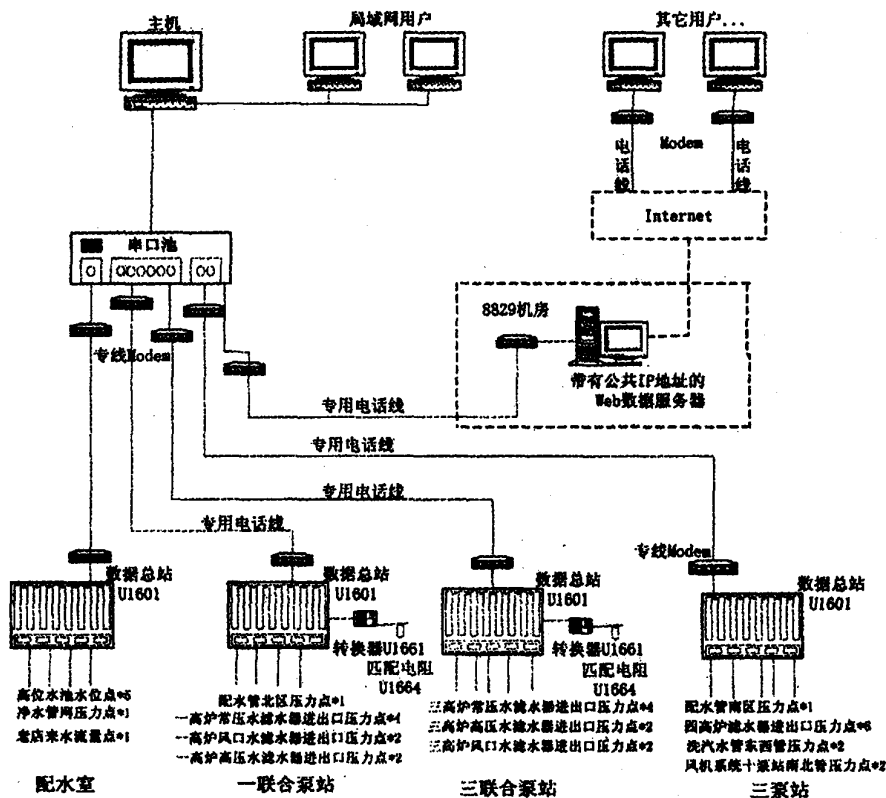 主机
局域网用户
其它用户...
电话线
Modem
电话线
Internet
串口池
8829机房
专线Modem
带有公共IP地址的
Web数据服务器
专用电话线
专用电话线
专用电话线
专用电话线
专线Modem
数据总站
U1601
数据总站
U1601
数据总站
U1601
数据总站
U1601
转换器U1661
匹配电阻
U1664
转换器U1661
匹配电阻
U1664
高位水池水位点*5
净水管网压力点*1
老店来水流量点*1
配水管北区压力点*1
一高炉常压水滤水器进出口压力点*4
一高炉风口水滤水器进出口压力点*2
一高炉高压水滤水器进出口压力点*2
三高炉常压水滤水器进出口压力点*4
三高炉高压水滤水器进出口压力点*2
三高炉风口水滤水器进出口压力点*2
配水管南区压力点*1
四高炉滤水器进出口压力点*6
洗汽水管东西管压力点*2
风机系统十泵站南北管压力点*2
配水室
一联合泵站
三联合泵站
三泵站